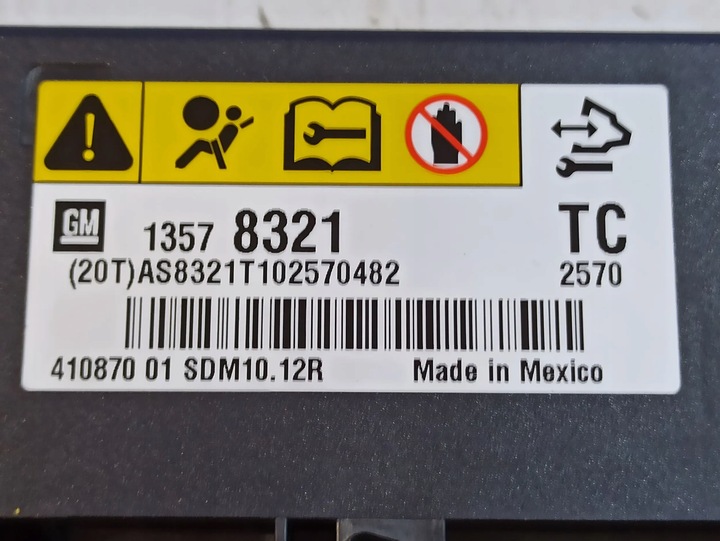 GM 1357 8321 TC
(20T)AS8321T102570482 2570
410870 01 SDM10.12R Made in Mexico